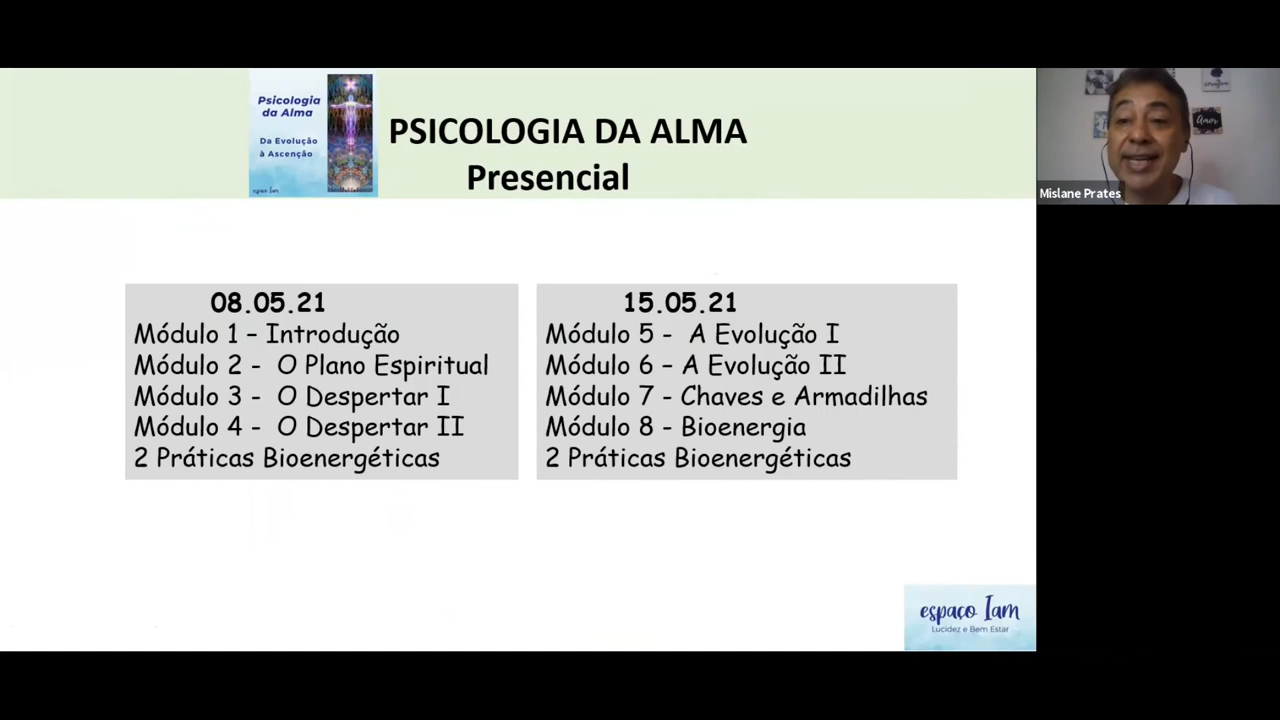 Psicologia
da Alma
Da Evolução
à Ascenção
espaço Iam
PSICOLOGIA DA ALMA
Presencial
Amor
Mislane Prates
08.05.21
Módulo 1 – Introdução
Módulo 2 - O Plano Espiritual
Módulo 3 - O Despertar I
Módulo 4 - O Despertar II
2 Práticas Bioenergéticas
15.05.21
Módulo 5 - A Evolução I
Módulo 6 – A Evolução II
Módulo 7 - Chaves e Armadilhas
Módulo 8 - Bioenergia
2 Práticas Bioenergéticas
espaço Iam
Lucidez e Bem Estar